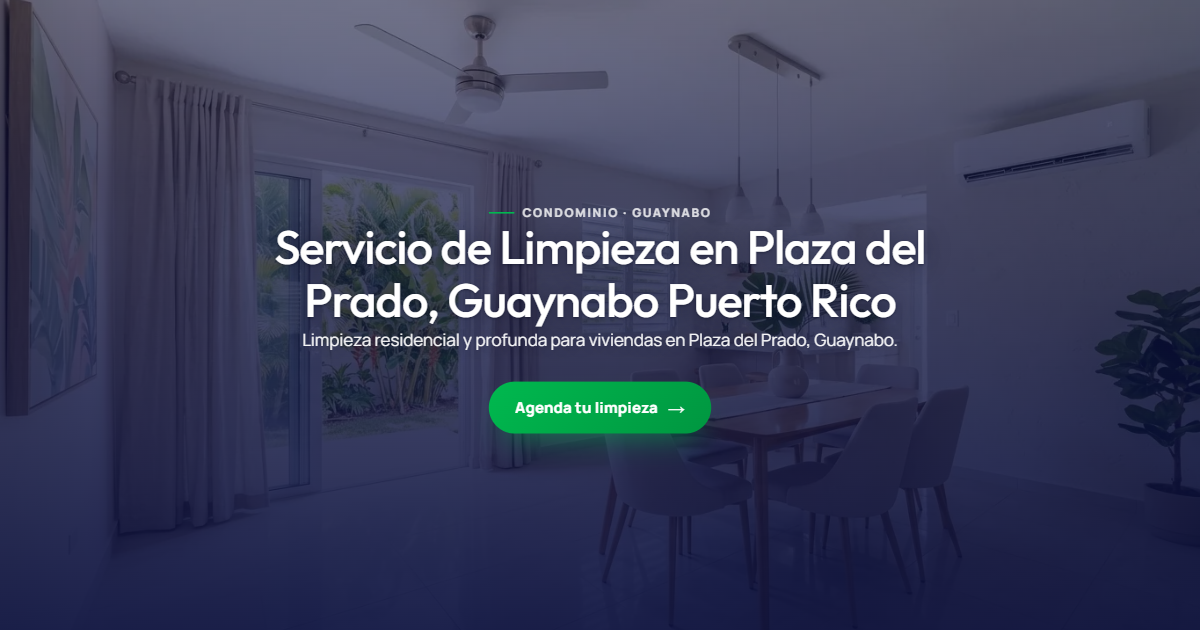 CONDOMINIO · GUAYNABO
Servicio de Limpieza en Plaza del
Prado, Guaynabo Puerto Rico
Limpieza residencial y profunda para viviendas en Plaza del Prado, Guaynabo.
Agenda tu limpieza →